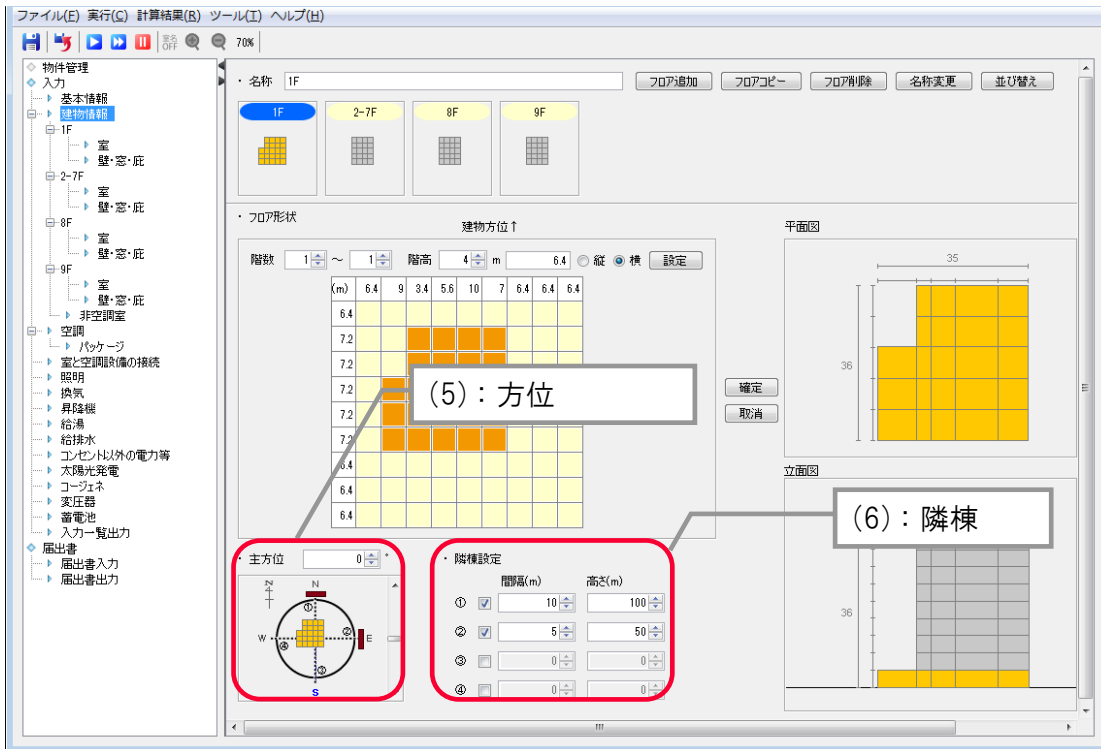 ファイル(F) 実行(C) 計算結果(R) ツール(T) ヘルプ(H)
戻る OFF 70%
物件管理
入力
基本情報
建物情報
1F
室
壁・窓・庇
2-7F
室
壁・窓・庇
8F
室
壁・窓・庇
9F
室
壁・窓・庇
非空調室
空調
パッケージ
室と空調設備の接続
照明
換気
昇降機
給湯
給排水
コンセント以外の電力等
太陽光発電
コージェネ
変圧器
蓄電池
入力一覧出力
届出書
届出書入力
届出書出力
・名称 1F フロア追加 フロアコピー フロア削除 名称変更 並び替え
1F 2-7F 8F 9F
・フロア形状
建物方位↑
階数 1 ～ 1 階高 4 m 6.4 縦 横 設定
(m) 6.4 9 3.4 5.6 10 7 6.4 6.4 6.4
6.4
7.2
7.2
7.2
7.2
7.2
6.4
6.4
6.4
確定
取消
(5)：方位
(6)：隣棟
・主方位 0 °
N
N
① ② ③ ④
W E
S
・隣棟設定
間隔(m) 高さ(m)
① 10 100
② 5 50
③ 0 0
④ 0 0
平面図
35
36
立面図
36